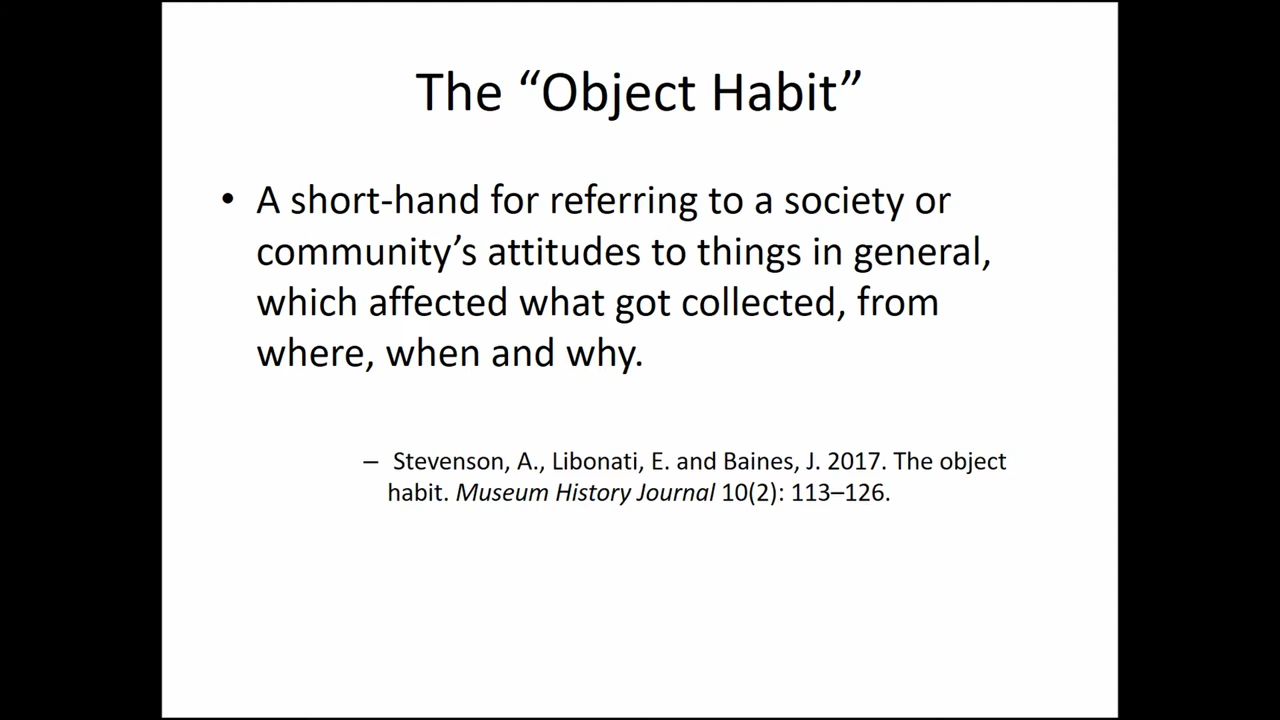 The “Object Habit”
• A short-hand for referring to a society or
community’s attitudes to things in general,
which affected what got collected, from
where, when and why.
– Stevenson, A., Libonati, E. and Baines, J. 2017. The object
habit. Museum History Journal 10(2): 113–126.